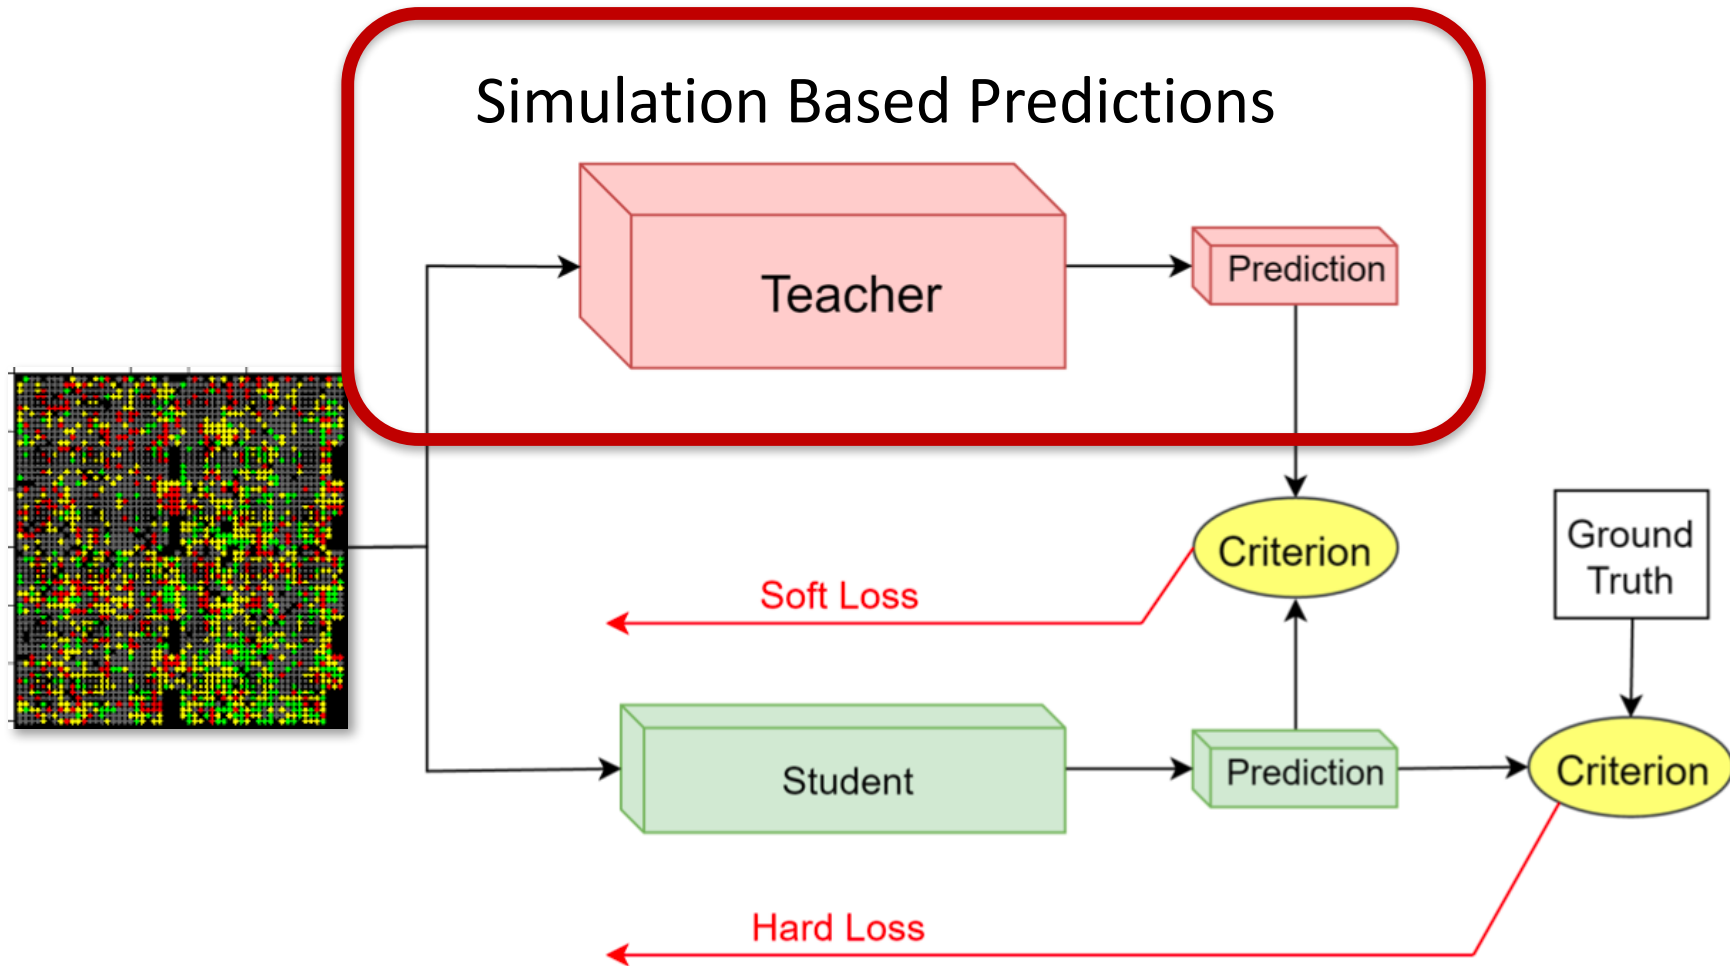 Simulation Based Predictions
Teacher
Prediction
Criterion
Ground
Truth
Soft Loss
Student
Prediction
Criterion
Hard Loss